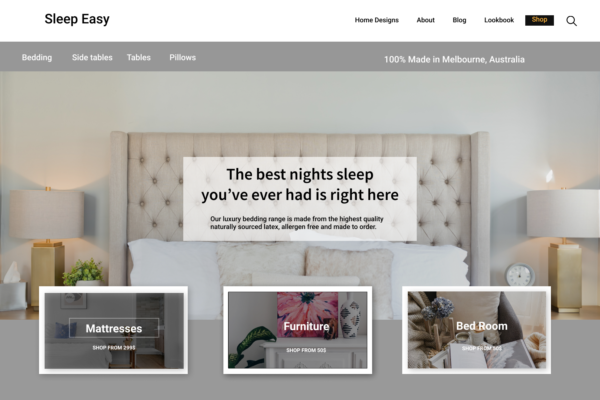 Sleep Easy
Home Designs About Blog Lookbook Shop
Bedding Side tables Tables Pillows 100% Made in Melbourne, Australia
The best nights sleep
you've ever had is right here
Our luxury bedding range is made from the highest quality
naturally sourced latex, allergen free and made to order.
Mattresses
SHOP FROM 299$
Furniture
SHOP FROM 50$
Bed Room
SHOP FROM 50$